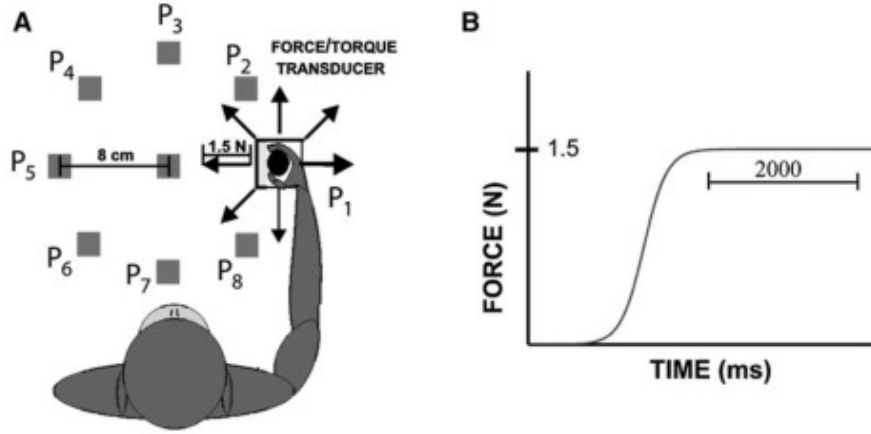 A
P3
FORCE/TORQUE
TRANSDUCER
P4
P2
P5
8 cm
1.5 N
P1
P6
P7
P8
B
1.5
2000
FORCE (N)
TIME (ms)